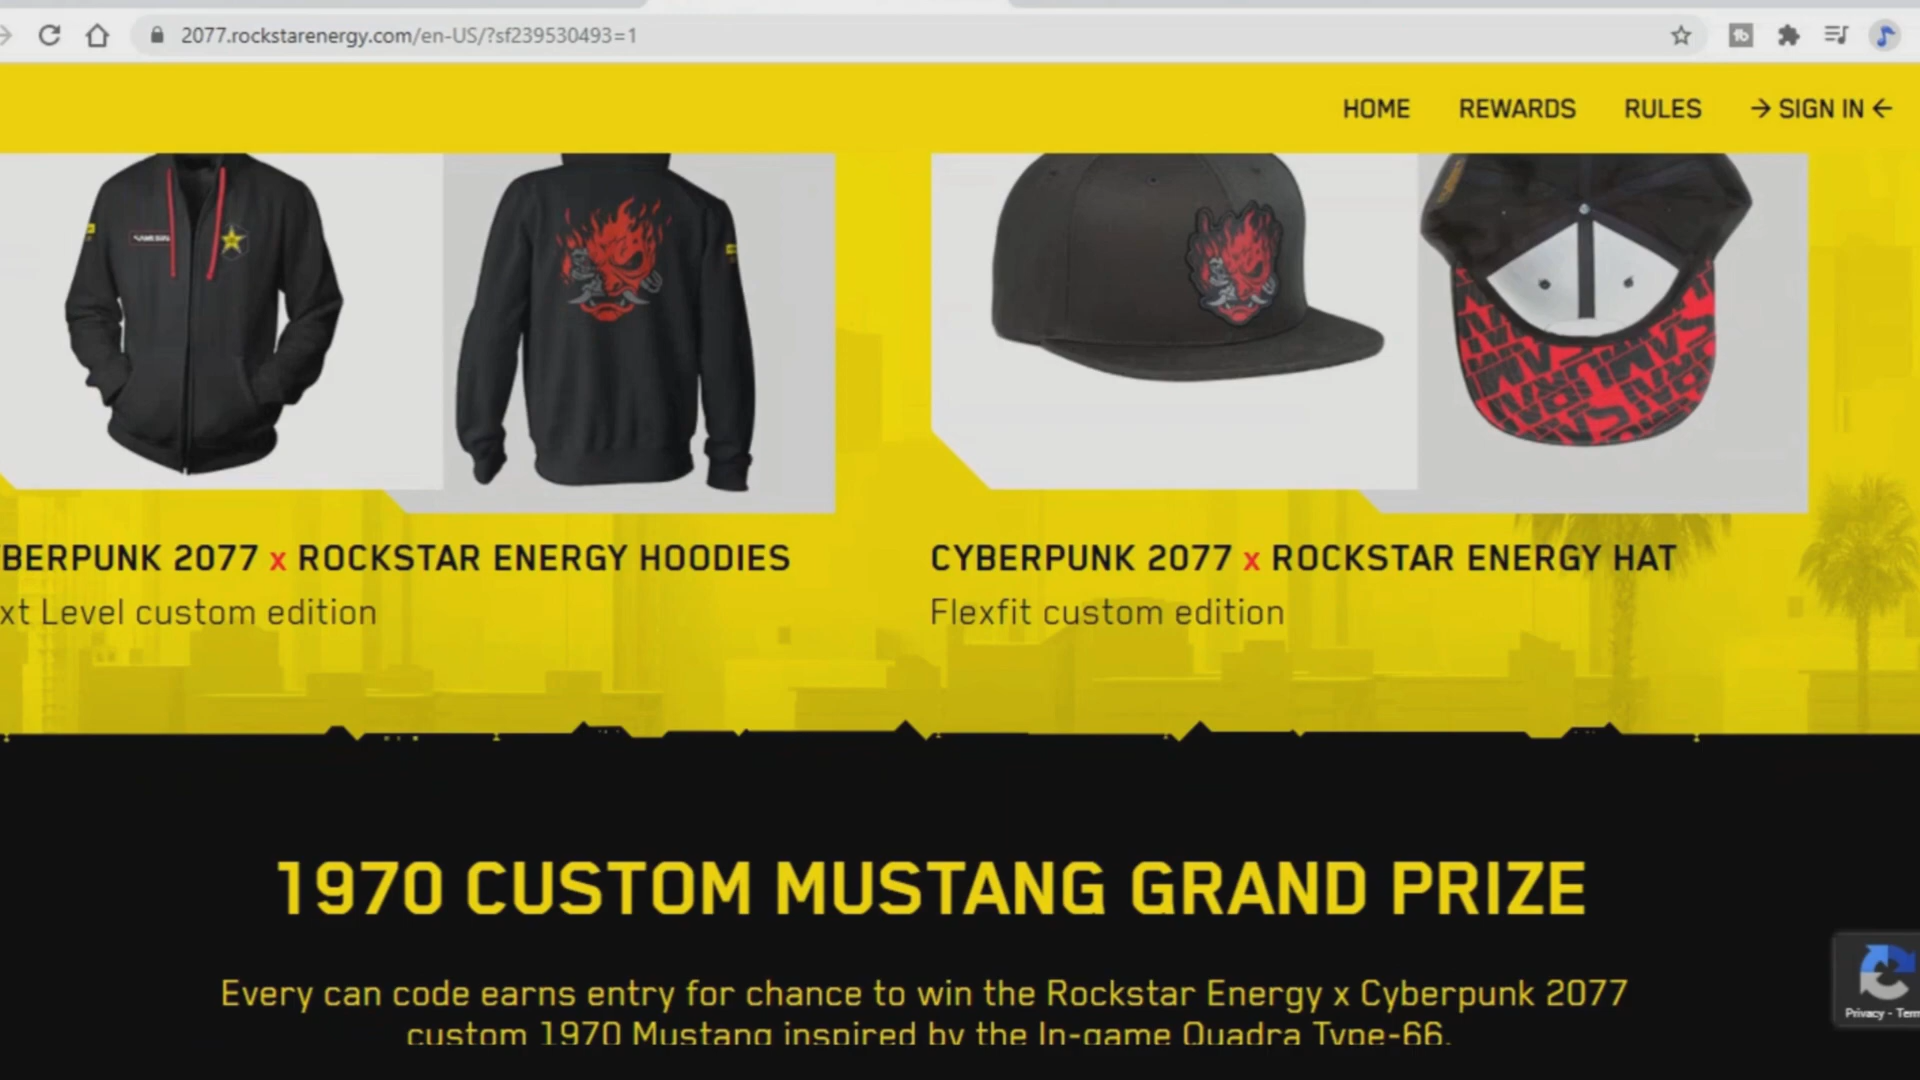 2077.rockstarenergy.com/en-US/?sf239530493=1
HOME REWARDS RULES → SIGN IN ←
BERPUNK 2077 x ROCKSTAR ENERGY HOODIES
xt Level custom edition
CYBERPUNK 2077 x ROCKSTAR ENERGY HAT
Flexfit custom edition
1970 CUSTOM MUSTANG GRAND PRIZE
Every can code earns entry for chance to win the Rockstar Energy x Cyberpunk 2077
custom 1970 Mustang inspired by the In-game Quadra Type-66.
Privacy - Term